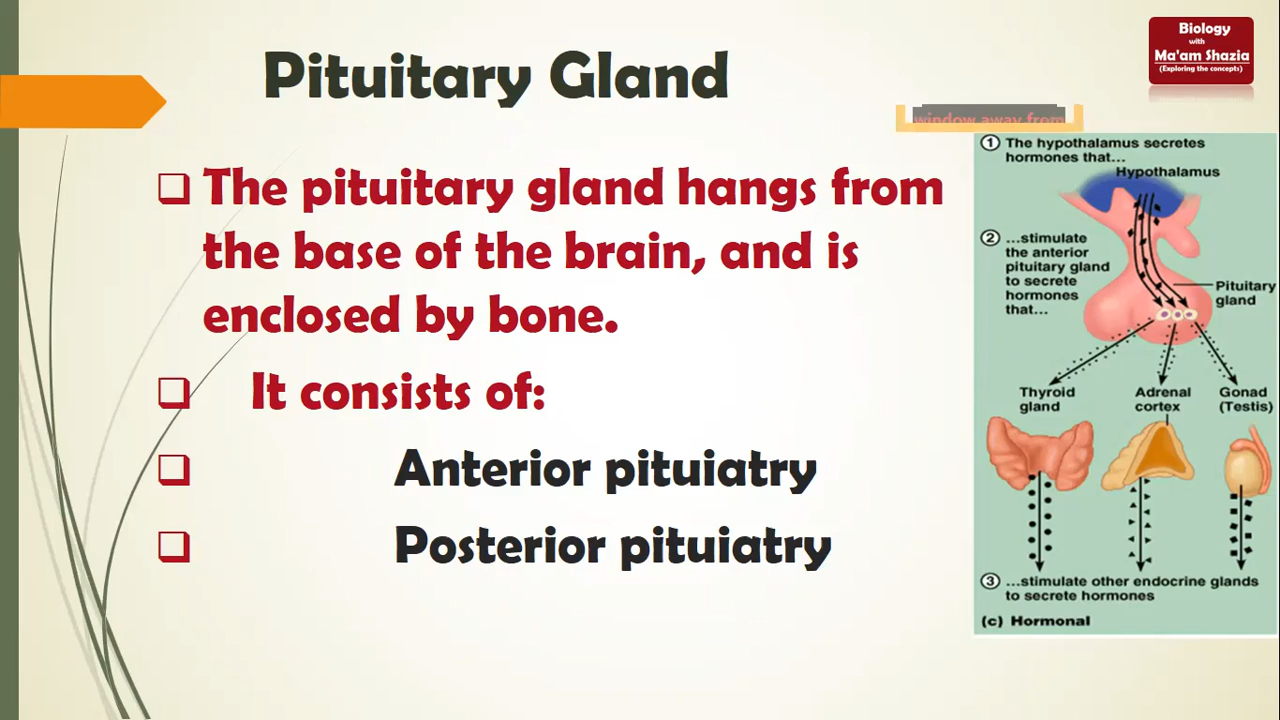 Pituitary Gland
Biology
with
Ma'am Shazia
(Exploring the concepts)
window away from
The pituitary gland hangs from
the base of the brain, and is
enclosed by bone.
It consists of:
Anterior pituiatry
Posterior pituiatry
1 The hypothalamus secretes
hormones that...
Hypothalamus
2 ...stimulate
the anterior
pituitary gland
to secrete
hormones
that...
Pituitary
gland
Thyroid
gland
Adrenal
cortex
Gonad
(Testis)
3 ...stimulate other endocrine glands
to secrete hormones
(c) Hormonal